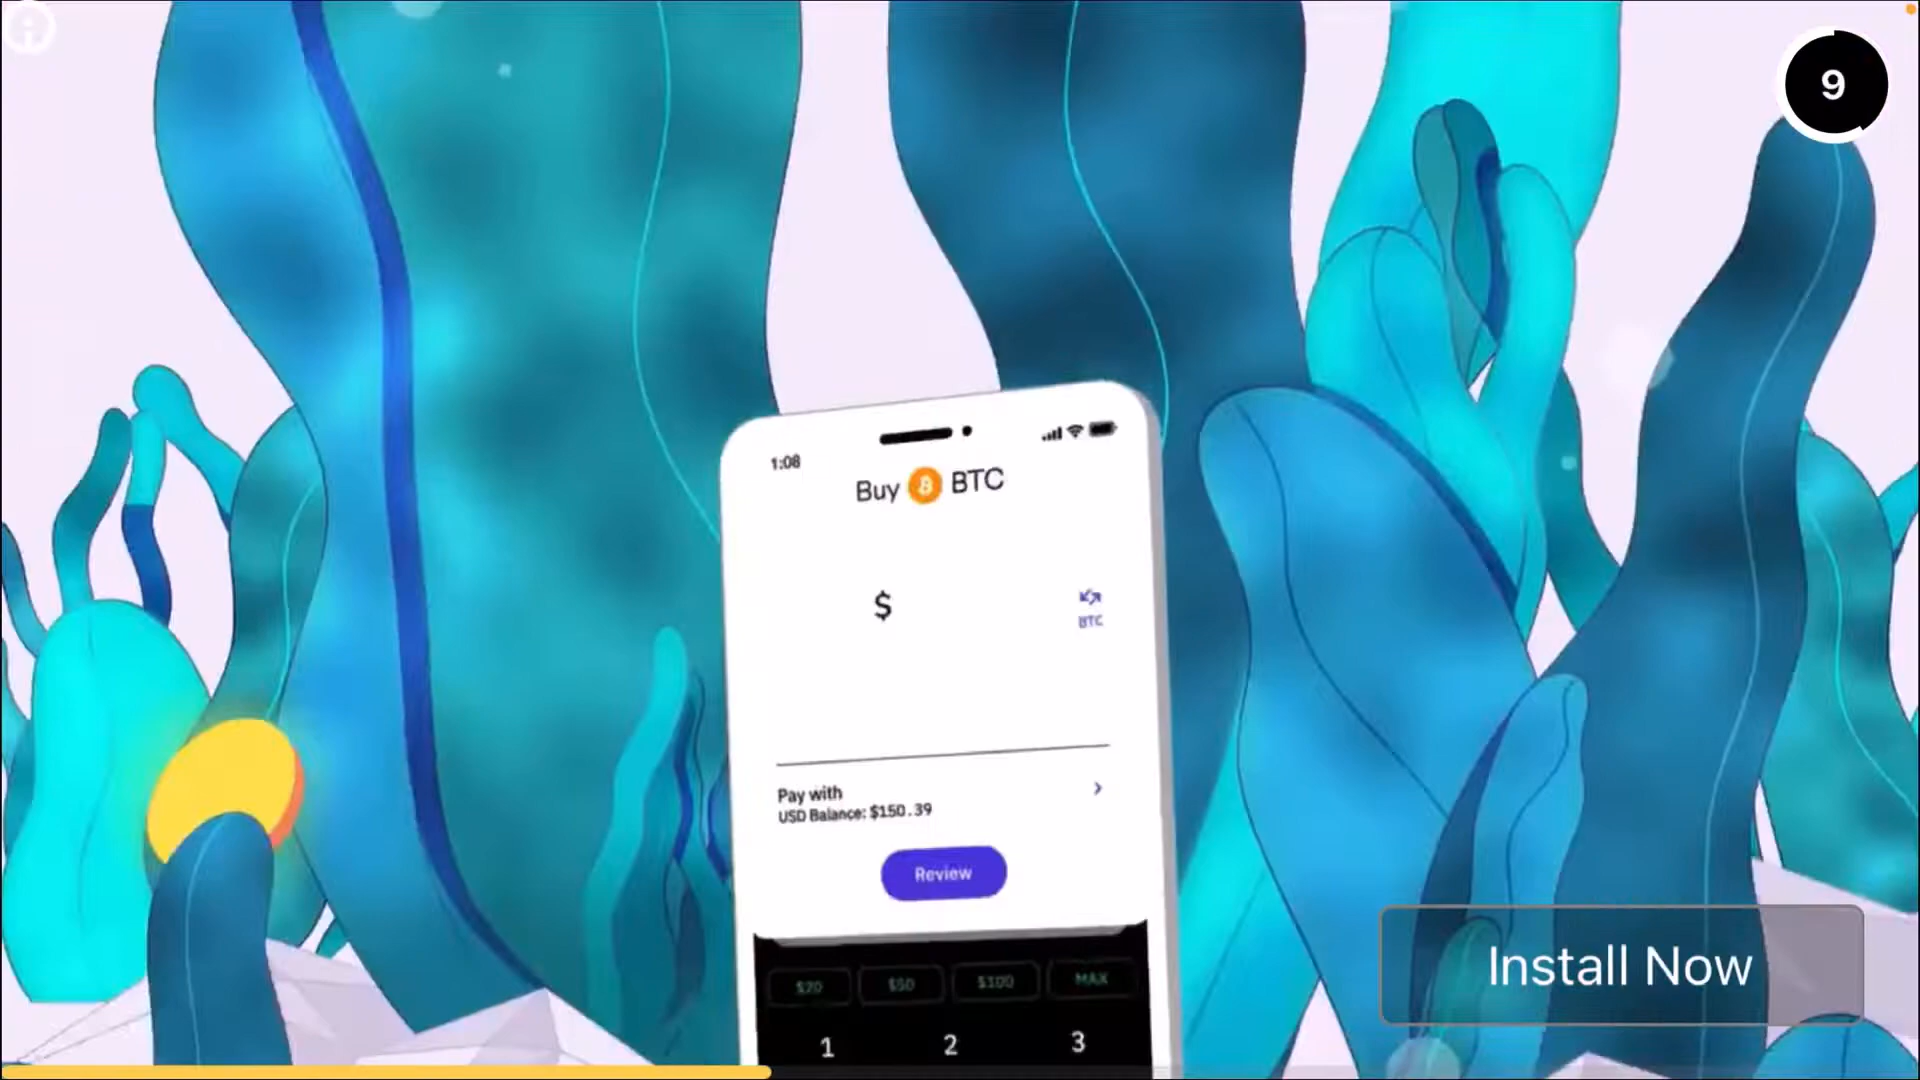 9
1:08
Buy BTC
$
BTC
Pay with
USD Balance: $150.39
Review
$20 $50 $100 MAX
1 2 3
Install Now